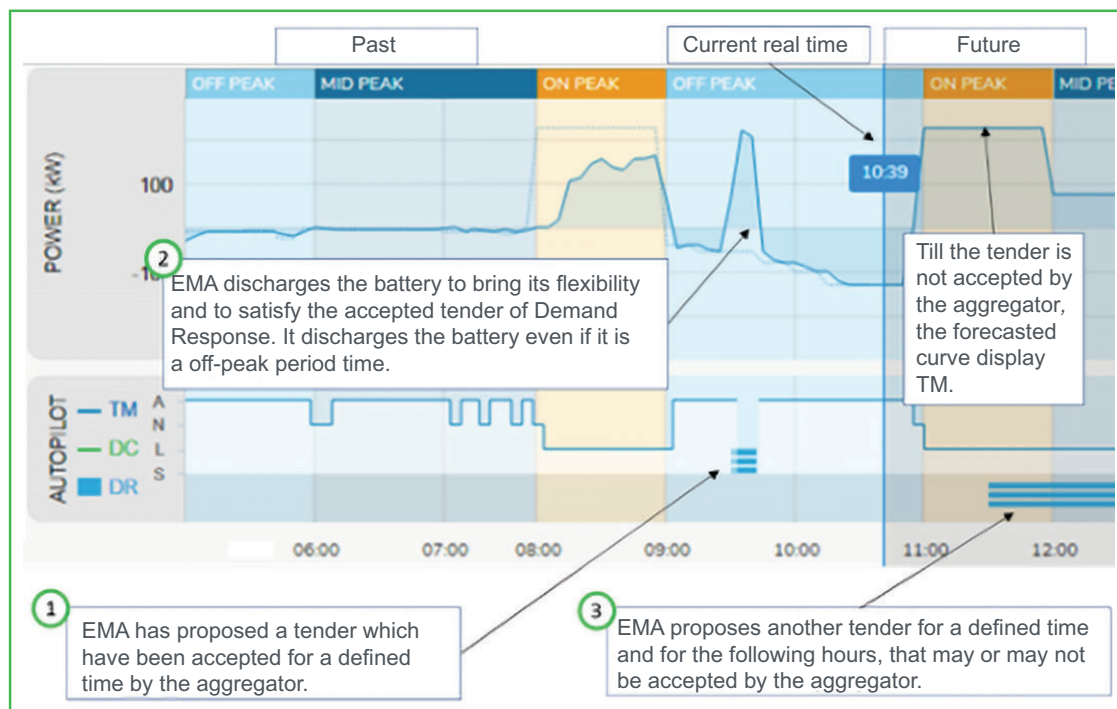 Past
Current real time
Future
OFF PEAK
MID PEAK
ON PEAK
OFF PEAK
ON PEAK
MID PE
POWER (kW)
100
10:39
2
EMA discharges the battery to bring its flexibility
and to satisfy the accepted tender of Demand
Response. It discharges the battery even if it is
a off-peak period time.
Till the tender is
not accepted by
the aggregator,
the forecasted
curve display
TM.
AUTOPILOT
TM
DC
DR
A
N
L
S
06:00
07:00
08:00
09:00
10:00
11:00
12:00
1
EMA has proposed a tender which
have been accepted for a defined
time by the aggregator.
3
EMA proposes another tender for a defined time
and for the following hours, that may or may not
be accepted by the aggregator.